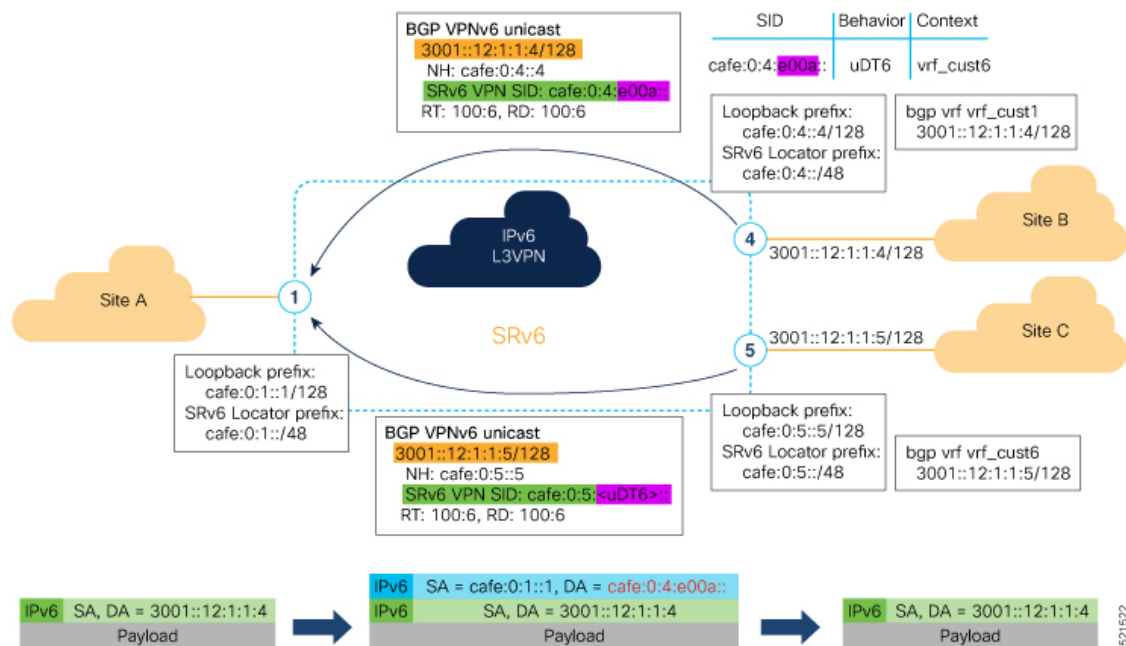 BGP VPNv6 unicast
3001::12:1:1:4/128
NH: cafe:0:4::4
SRv6 VPN SID: cafe:0:4:e00a::
RT: 100:6, RD: 100:6
SID Behavior Context
cafe:0:4:e00a:: uDT6 vrf_cust6
Loopback prefix:
cafe:0:4::4/128
SRv6 Locator prefix:
cafe:0:4::/48
bgp vrf vrf_cust1
3001::12:1:1:4/128
IPv6
L3VPN
Site A
1
SRv6
4
3001::12:1:1:4/128
Site B
5
3001::12:1:1:5/128
Site C
Loopback prefix:
cafe:0:1::1/128
SRv6 Locator prefix:
cafe:0:1::/48
BGP VPNv6 unicast
3001::12:1:1:5/128
NH: cafe:0:5::5
SRv6 VPN SID: cafe:0:5:<uDT6>::
RT: 100:6, RD: 100:6
Loopback prefix:
cafe:0:5::5/128
SRv6 Locator prefix:
cafe:0:5::/48
bgp vrf vrf_cust6
3001::12:1:1:5/128
IPv6 SA, DA = 3001::12:1:1:4
Payload
IPv6 SA = cafe:0:1::1, DA = cafe:0:4:e00a::
IPv6 SA, DA = 3001::12:1:1:4
Payload
IPv6 SA, DA = 3001::12:1:1:4
Payload
521522